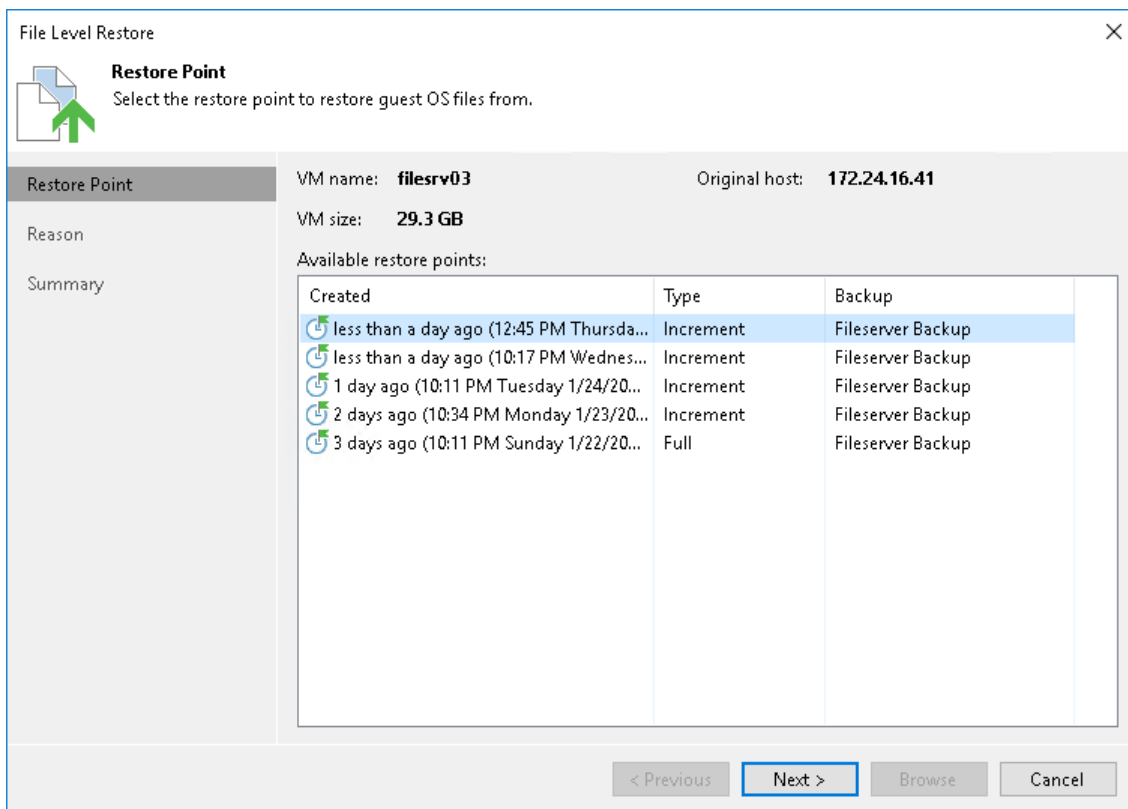 File Level Restore
Restore Point
Select the restore point to restore guest OS files from.
Restore Point
Reason
Summary
VM name: filesrv03 Original host: 172.24.16.41
VM size: 29.3 GB
Available restore points:
Created Type Backup
less than a day ago (12:45 PM Thursda... Increment Fileserver Backup
less than a day ago (10:17 PM Wednes... Increment Fileserver Backup
1 day ago (10:11 PM Tuesday 1/24/20... Increment Fileserver Backup
2 days ago (10:34 PM Monday 1/23/20... Increment Fileserver Backup
3 days ago (10:11 PM Sunday 1/22/20... Full Fileserver Backup
< Previous Next > Browse Cancel